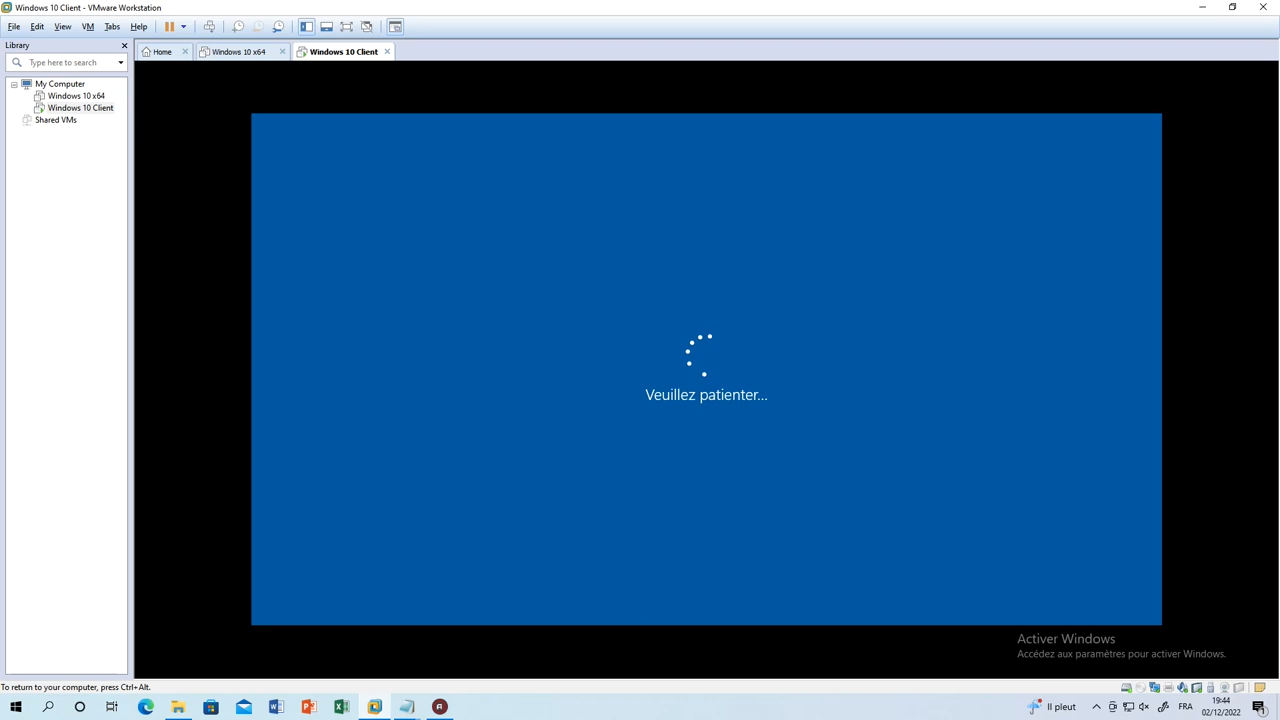 Windows 10 Client - VMware Workstation
File Edit View VM Tabs Help
Library
Type here to search
Home
Windows 10 x64
Windows 10 Client
My Computer
Windows 10 x64
Windows 10 Client
Shared VMs
Veuillez patienter...
Activer Windows
Accédez aux paramètres pour activer Windows.
To return to your computer, press Ctrl+Alt.
Il pleut
FRA
19:44
02/12/2022